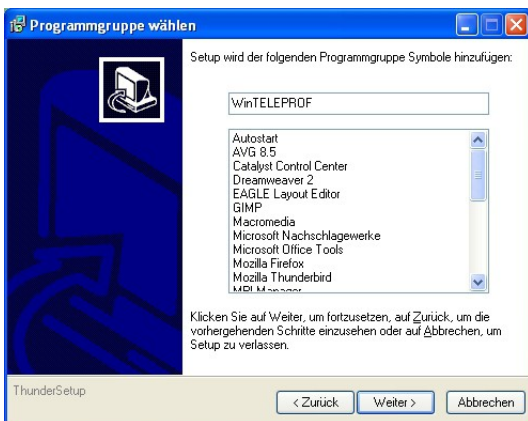 Programmgruppe wählen
Setup wird der folgenden Programmgruppe Symbole hinzufügen:
WinTELEPROF
Autostart
AVG 8.5
Catalyst Control Center
Dreamweaver 2
EAGLE Layout Editor
GIMP
Macromedia
Microsoft Nachschlagewerke
Microsoft Office Tools
Mozilla Firefox
Mozilla Thunderbird
Klicken Sie auf Weiter, um fortzusetzen, auf Zurück, um die
vorhergehenden Schritte einzusehen oder auf Abbrechen, um
Setup zu verlassen.
ThunderSetup
< Zurück
Weiter >
Abbrechen